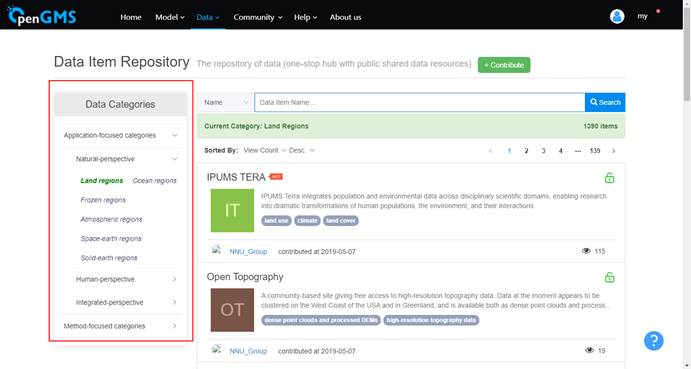 OpenGMS
Home Model Data Community Help About us my
Data Item Repository The repository of data (one-stop hub with public shared data resources) + Contribute
Data Categories
Application-focused categories
Natural-perspective
Land regions Ocean regions
Frozen regions
Atmospheric regions
Space-earth regions
Solid-earth regions
Human-perspective
Integrated-perspective
Method-focused categories
Name Data Item Name ... Search
Current Category: Land Regions 1390 items
Sorted By: View Count Desc. < 1 2 3 4 ··· 139 >
IPUMS TERA HOT
IT
IPUMS Terra integrates population and environmental data across disciplinary scientific domains, enabling research
into dramatic transformations of human populations, the environment, and their interactions.
land use climate land cover
NNU_Group contributed at 2019-05-07 115
Open Topography
OT
A community-based site giving free access to high-resolution topography data. Data at the moment appears to be
clustered on the West Coast of the USA and in Greenland, and is available both as dense point clouds and process...
dense point clouds and processed DEMs high-resolution topography data
NNU_Group contributed at 2019-05-07 19
?